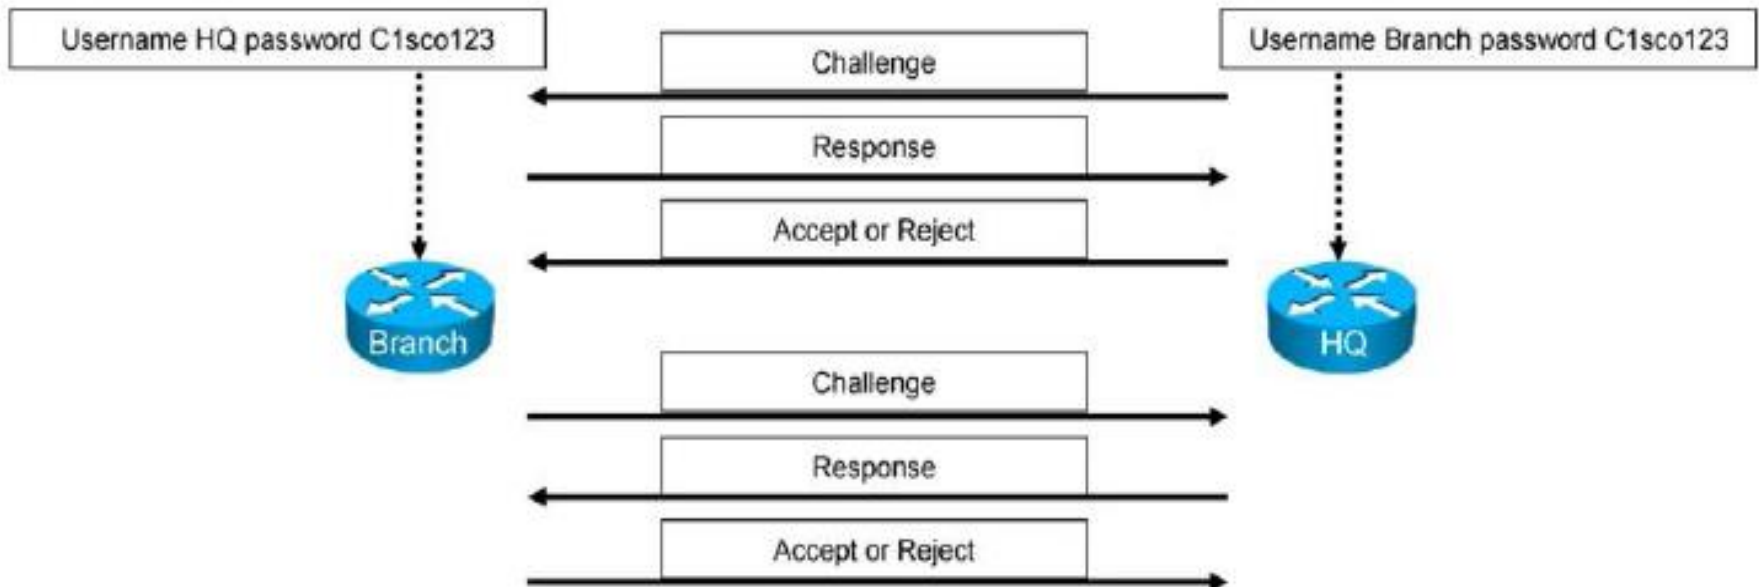 Username HQ password C1sco123
Username Branch password C1sco123
Challenge
Response
Accept or Reject
Branch
HQ
Challenge
Response
Accept or Reject